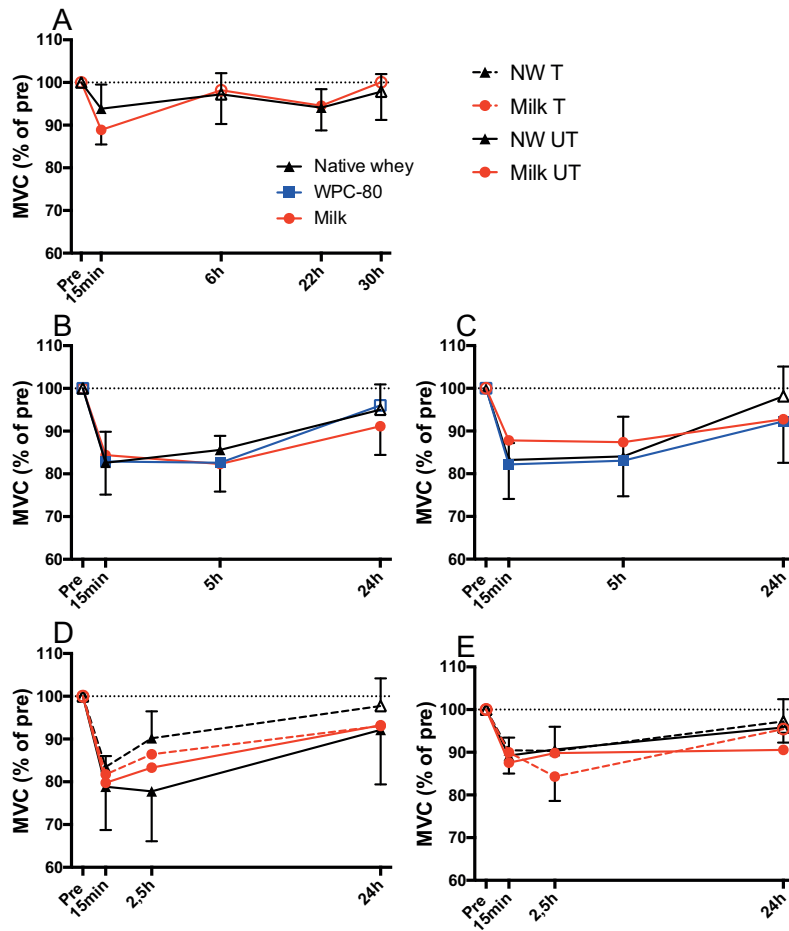 A
110
100
90
80
70
60
MVC (% of pre)
Native whey
WPC-80
Milk
Pre
15min
6h
22h
30h
NW T
Milk T
NW UT
Milk UT
B
110
100
90
80
70
60
MVC (% of pre)
Pre
15min
5h
24h
C
110
100
90
80
70
60
MVC (% of pre)
Pre
15min
5h
24h
D
110
100
90
80
70
60
MVC (% of pre)
Pre
15min
2,5h
24h
E
110
100
90
80
70
60
MVC (% of pre)
Pre
15min
2,5h
24h